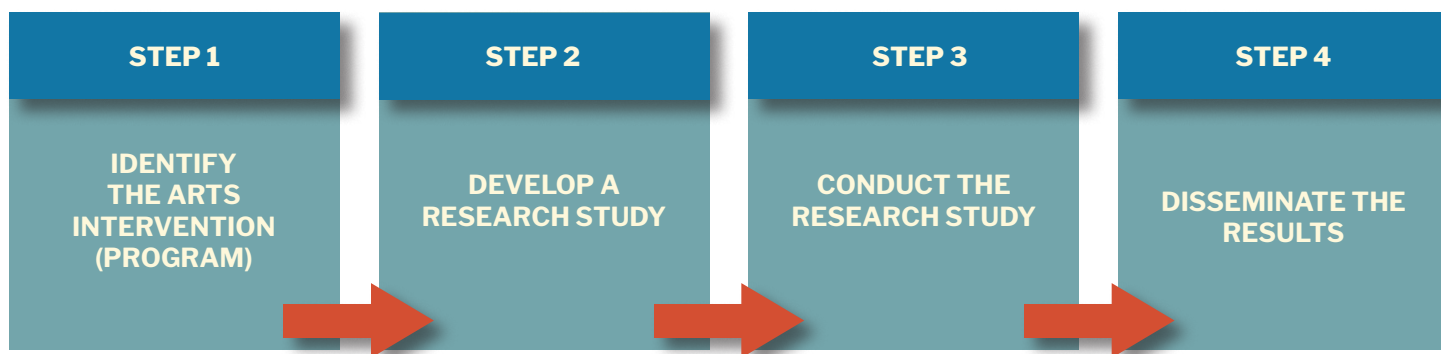 STEP 1
IDENTIFY
THE ARTS
INTERVENTION
(PROGRAM)
STEP 2
DEVELOP A
RESEARCH STUDY
STEP 3
CONDUCT THE
RESEARCH STUDY
STEP 4
DISSEMINATE THE
RESULTS